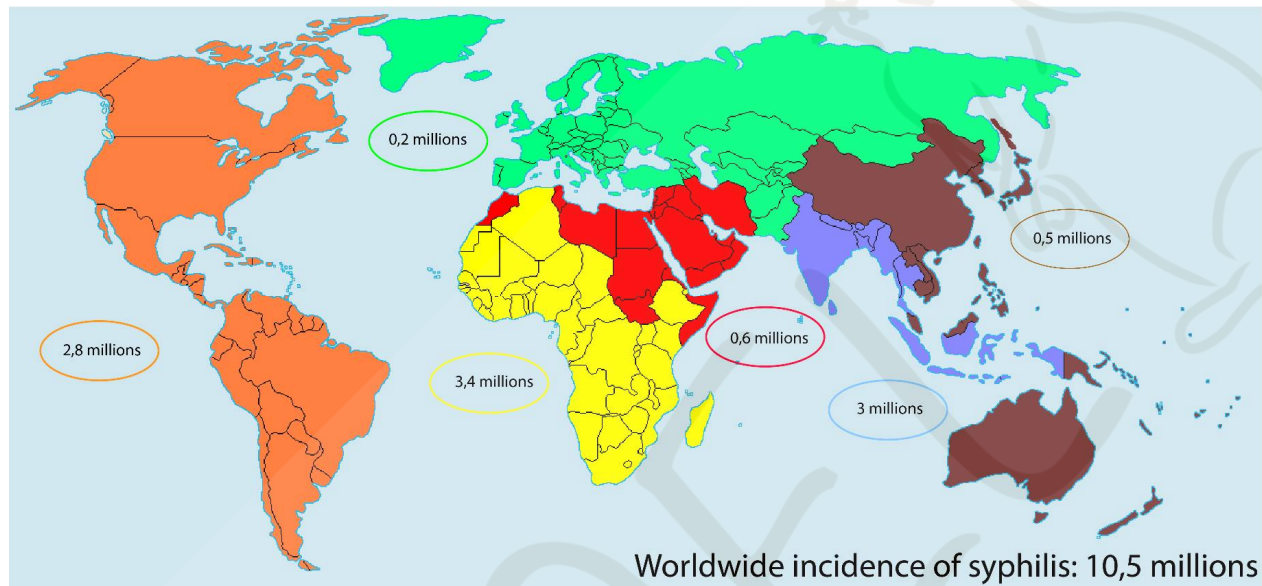 0,2 millions
0,5 millions
2,8 millions
0,6 millions
3,4 millions
3 millions
Worldwide incidence of syphilis: 10,5 millions